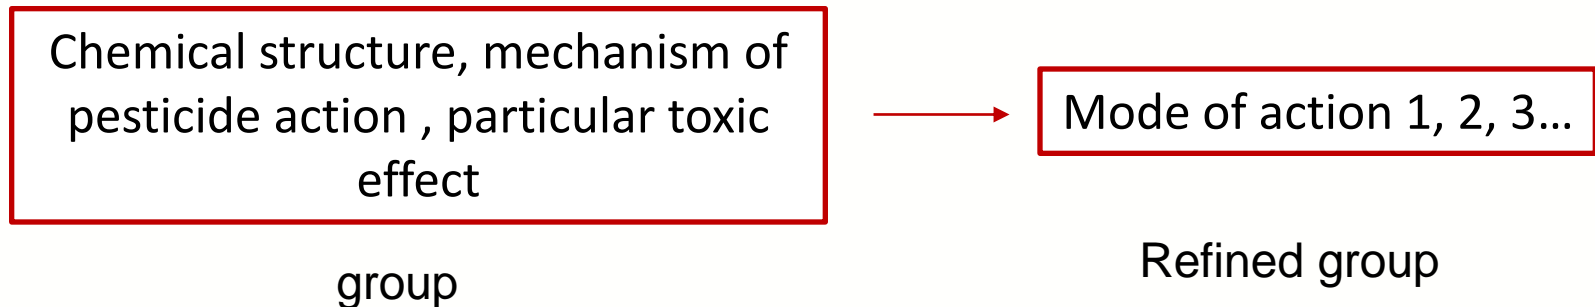 Chemical structure, mechanism of
pesticide action , particular toxic
effect
Mode of action 1, 2, 3…
group
Refined group